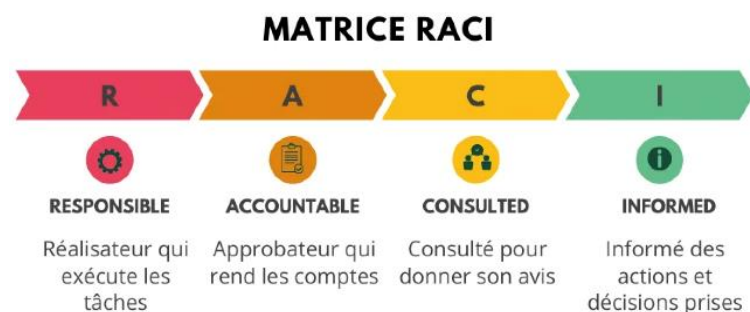 MATRICE RACI
R
A
C
I
RESPONSIBLE
Réalisateur qui
exécute les
tâches
ACCOUNTABLE
Approbateur qui
rend les comptes
CONSULTED
Consulté pour
donner son avis
INFORMED
Informé des
actions et
décisions prises